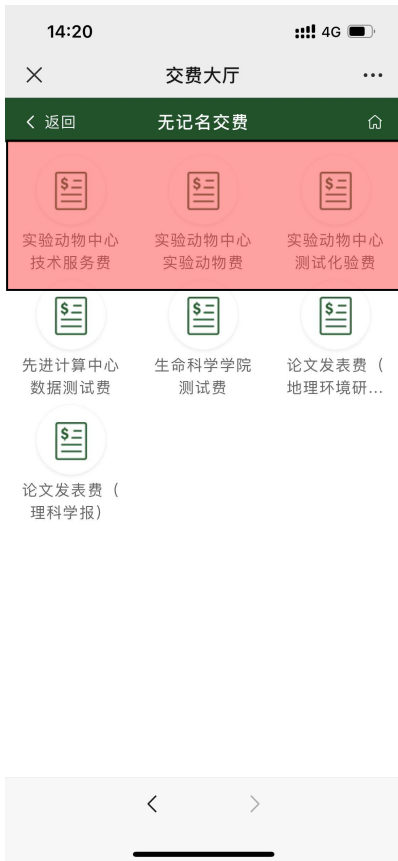 14:20
4G
交费大厅
返回
无记名交费
实验动物中心 实验动物中心 实验动物中心
技术服务费 实验动物费 测试化验费
先进计算中心 生命科学学院 论文发表费（
数据测试费 测试费 地理环境研...
论文发表费（
理科学报）